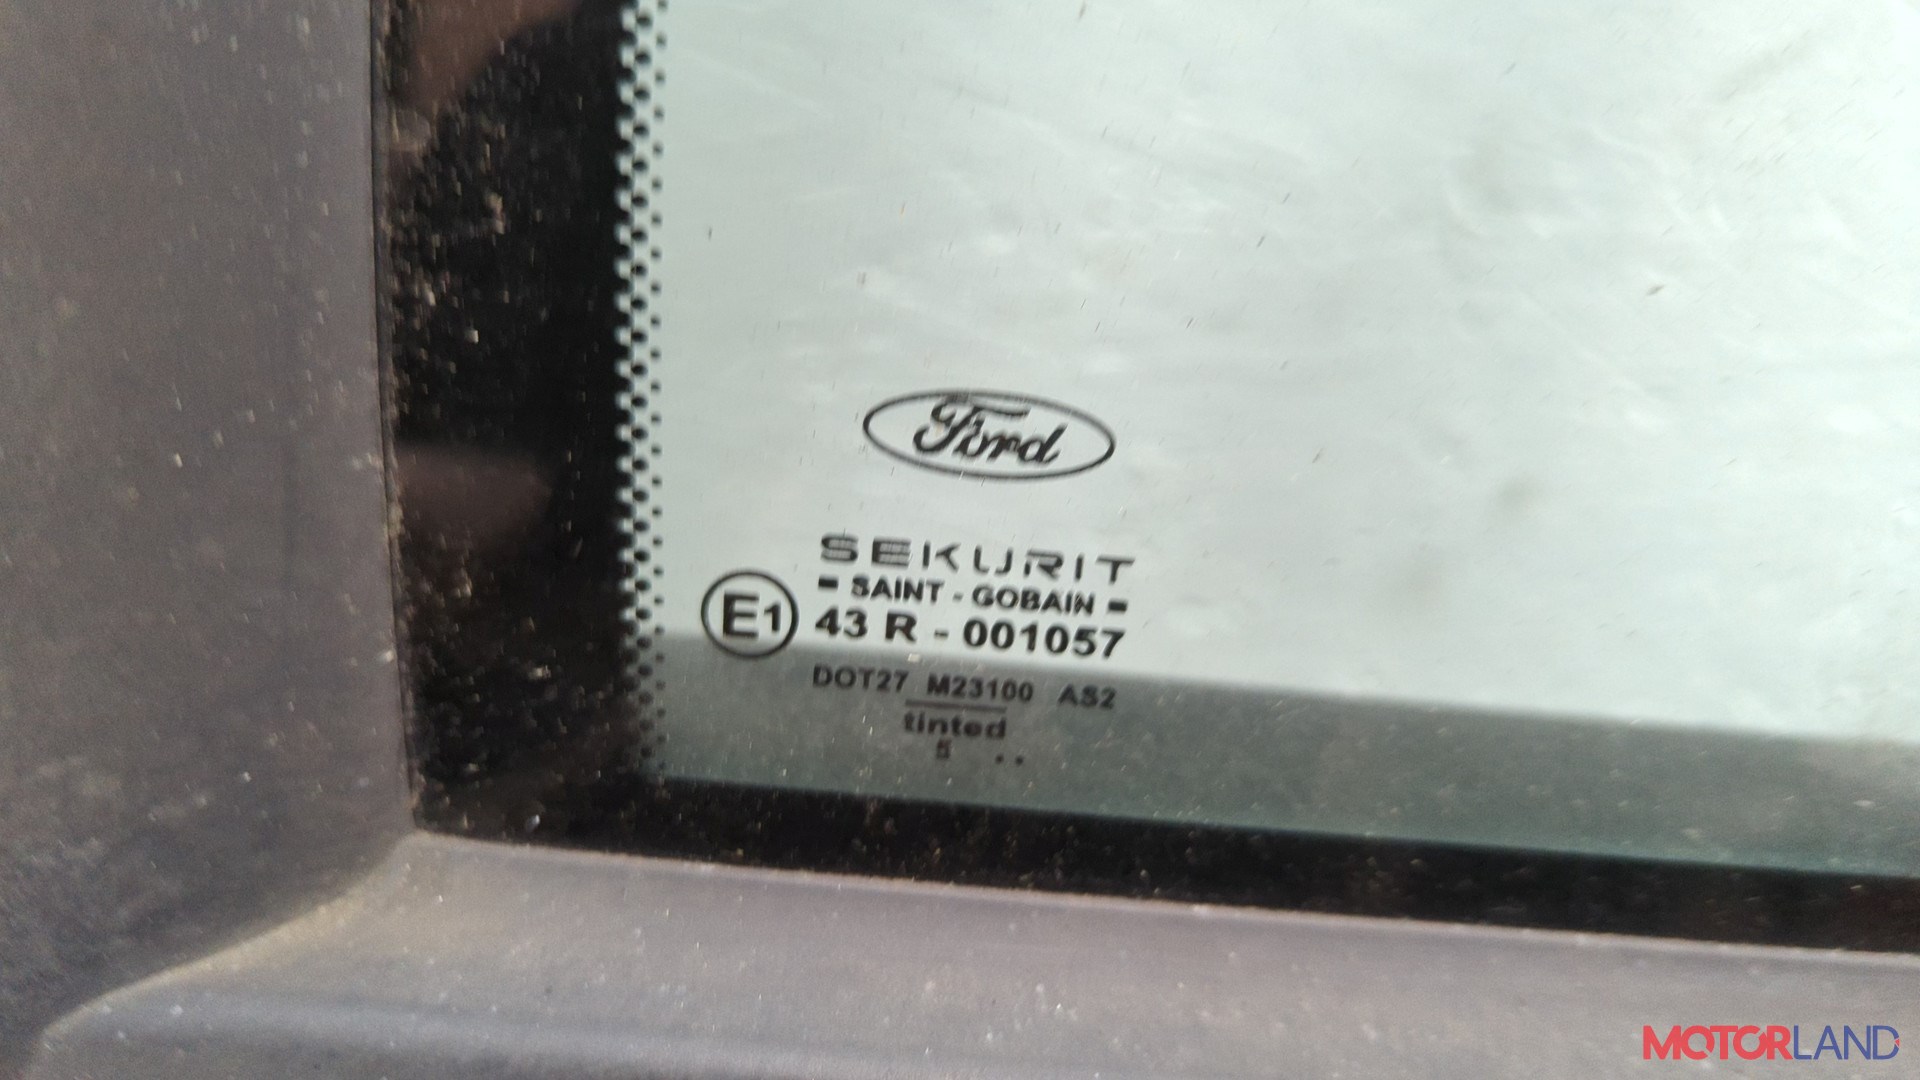 Ford
SEKURIT
- SAINT - GOBAIN -
E1 43 R - 001057
DOT27 M23100 AS2
tinted
5 ..
MOTORLAND